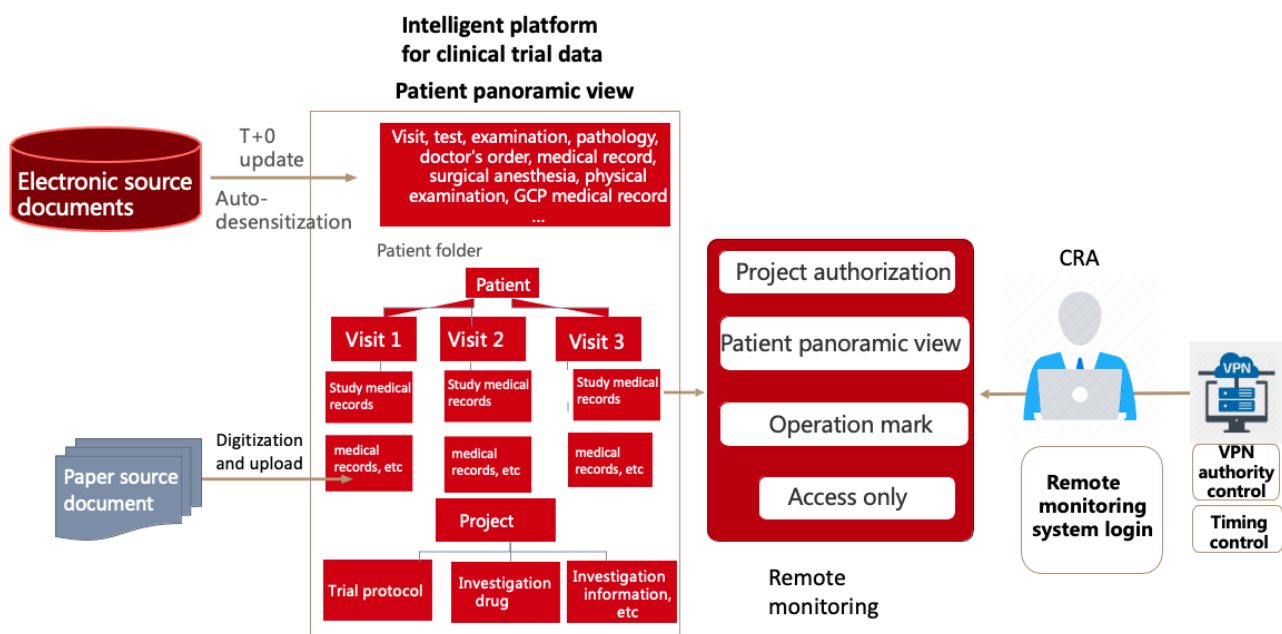 Intelligent platform
for clinical trial data
Patient panoramic view
T+0
update
Electronic source
documents
Auto-
desensitization
Visit, test, examination, pathology,
doctor's order, medical record,
surgical anesthesia, physical
examination, GCP medical record
...
Patient folder
Patient
Visit 1
Visit 2
Visit 3
Study medical
records
Study medical
records
Study medical
records
medical
records, etc
medical
records, etc
medical
records, etc
Digitization
and upload
Paper source
document
Project
Trial protocol
Investigation
drug
Investigation
information,
etc
Project authorization
Patient panoramic view
Operation mark
Access only
Remote
monitoring
CRA
Remote
monitoring
system login
VPN
VPN
authority
control
Timing
control